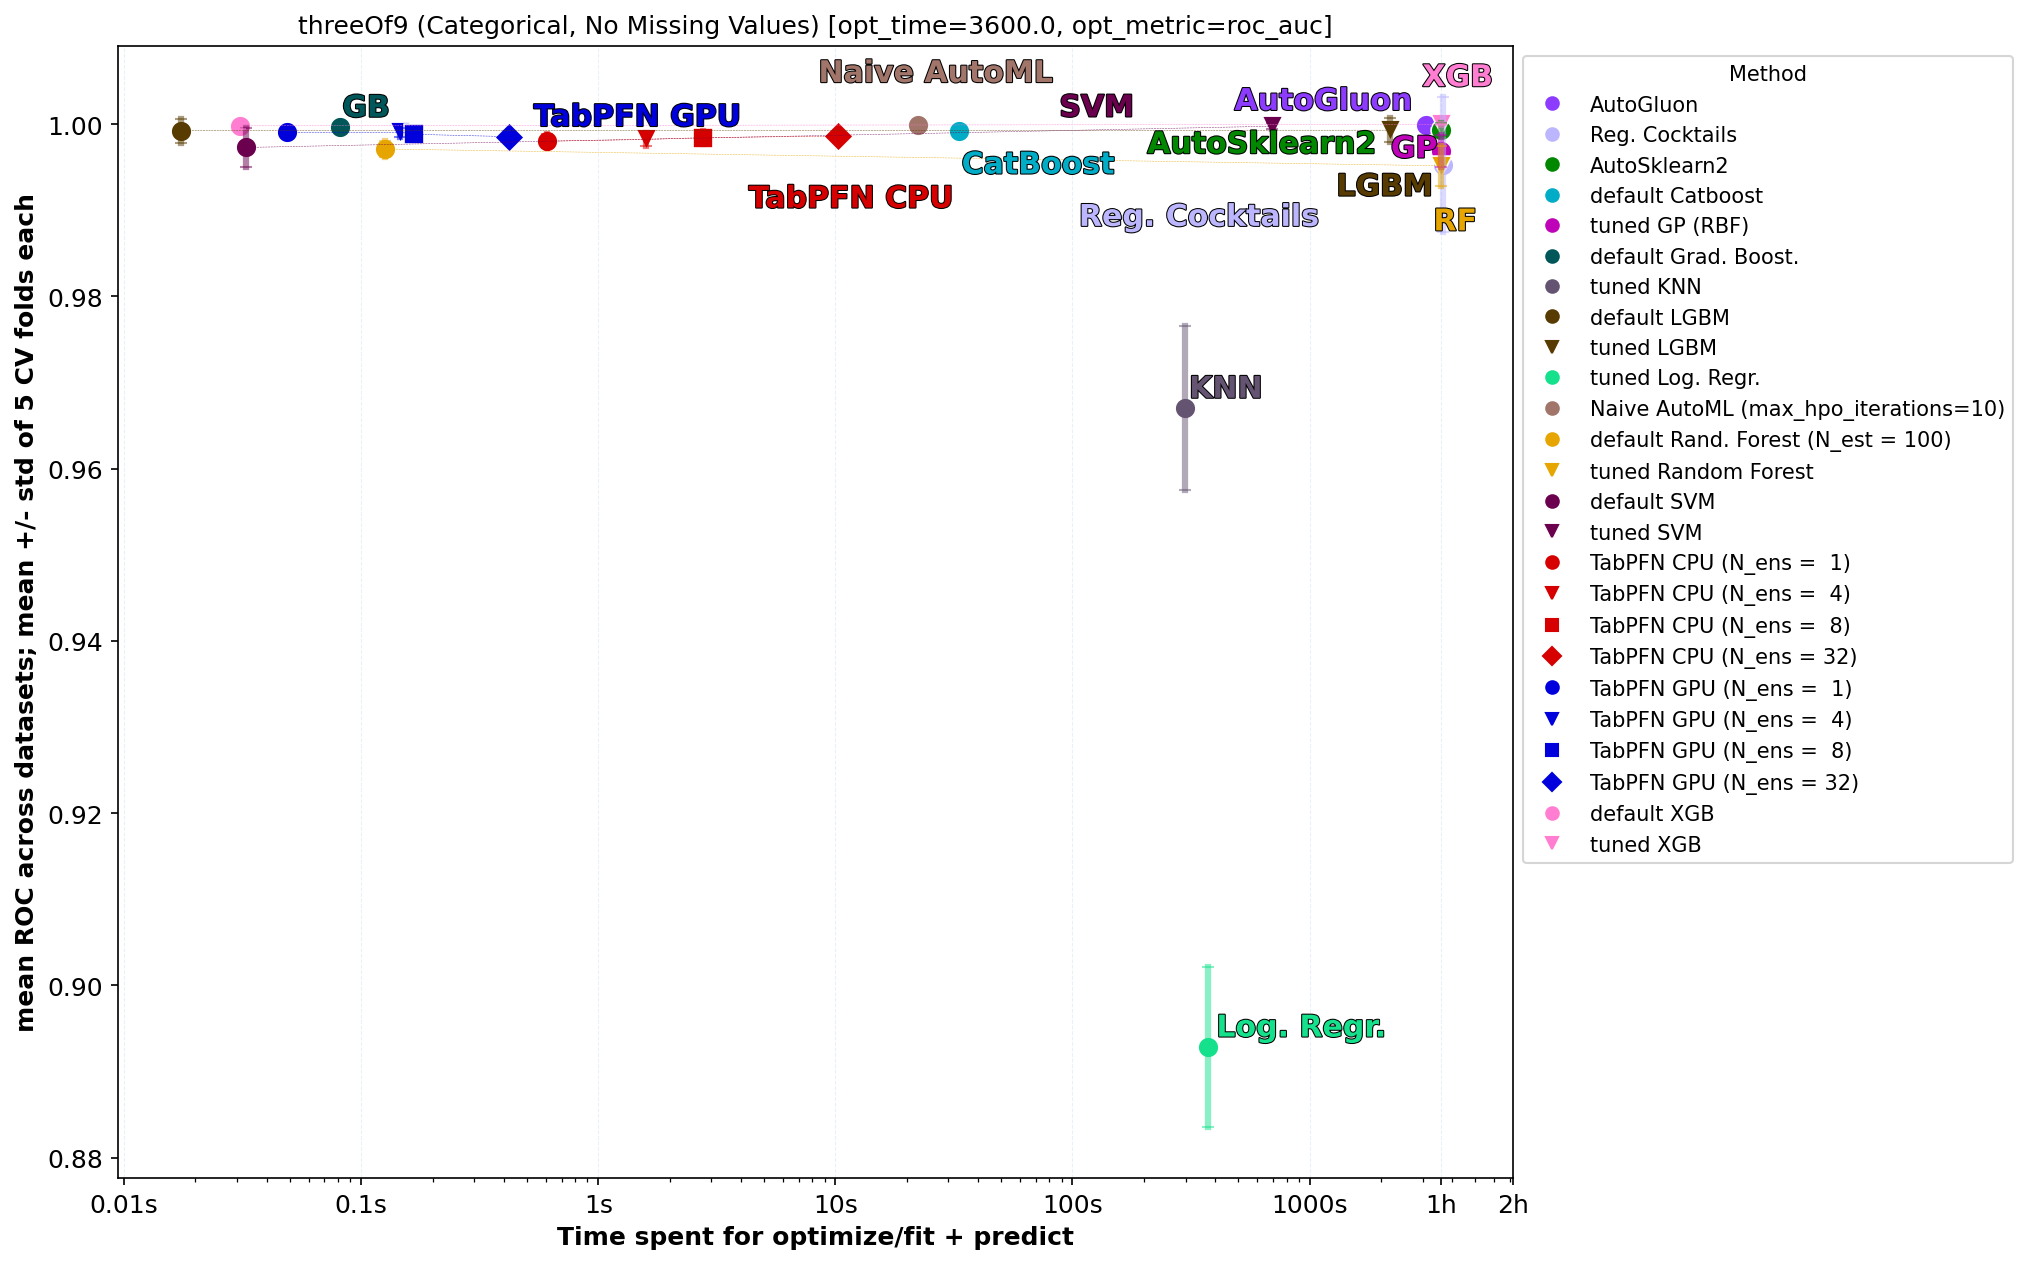 threeOf9 (Categorical, No Missing Values) [opt_time=3600.0, opt_metric=roc_auc]
mean ROC across datasets; mean +/- std of 5 CV folds each
1.00
0.98
0.96
0.94
0.92
0.90
0.88
Naive AutoML
XGB
GB
TabPFN GPU
SVM
AutoGluon
AutoSklearn2
GP
CatBoost
LGBM
TabPFN CPU
Reg. Cocktails
RF
KNN
Log. Regr.
0.01s
0.1s
1s
10s
100s
1000s
1h
2h
Time spent for optimize/fit + predict
Method
AutoGluon
Reg. Cocktails
AutoSklearn2
default Catboost
tuned GP (RBF)
default Grad. Boost.
tuned KNN
default LGBM
tuned LGBM
tuned Log. Regr.
Naive AutoML (max_hpo_iterations=10)
default Rand. Forest (N_est = 100)
tuned Random Forest
default SVM
tuned SVM
TabPFN CPU (N_ens =  1)
TabPFN CPU (N_ens =  4)
TabPFN CPU (N_ens =  8)
TabPFN CPU (N_ens = 32)
TabPFN GPU (N_ens =  1)
TabPFN GPU (N_ens =  4)
TabPFN GPU (N_ens =  8)
TabPFN GPU (N_ens = 32)
default XGB
tuned XGB